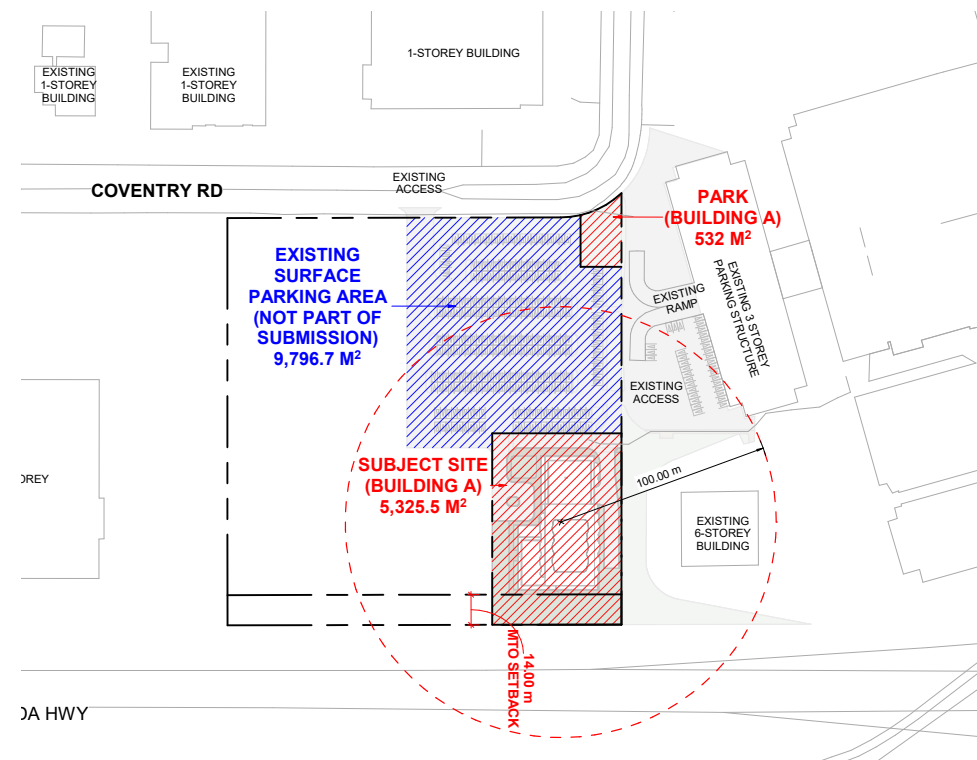 1-STOREY BUILDING
EXISTING
1-STOREY
BUILDING
EXISTING
1-STOREY
BUILDING
COVENTRY RD
EXISTING
ACCESS
PARK
(BUILDING A)
532 M²
EXISTING
SURFACE
PARKING AREA
(NOT PART OF
SUBMISSION)
9,796.7 M²
EXISTING
RAMP
EXISTING 3 STOREY
PARKING STRUCTURE
EXISTING
ACCESS
SUBJECT SITE
(BUILDING A)
5,325.5 M²
100.00 m
OREY
EXISTING
6-STOREY
BUILDING
14.00 m
MTO SETBACK
DA HWY